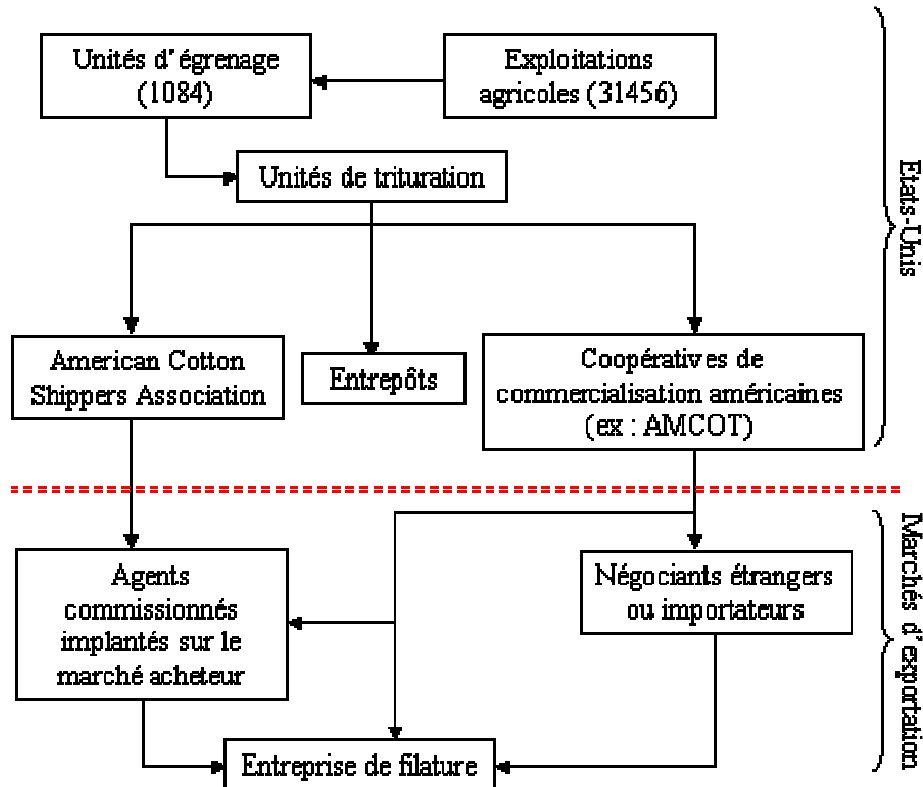 Unités d'égrenage
(1084)
Exploitations
agricoles (31456)
Unités de trituration
Etats-Unis
American Cotton
Shippers Association
Entrepôts
Coopératives de
commercialisation américaines
(ex : AMCOT)
Agents
commissionnés
implantés sur le
marché acheteur
Négociants étrangers
ou importateurs
Marchés d'exportation
Entreprise de filature